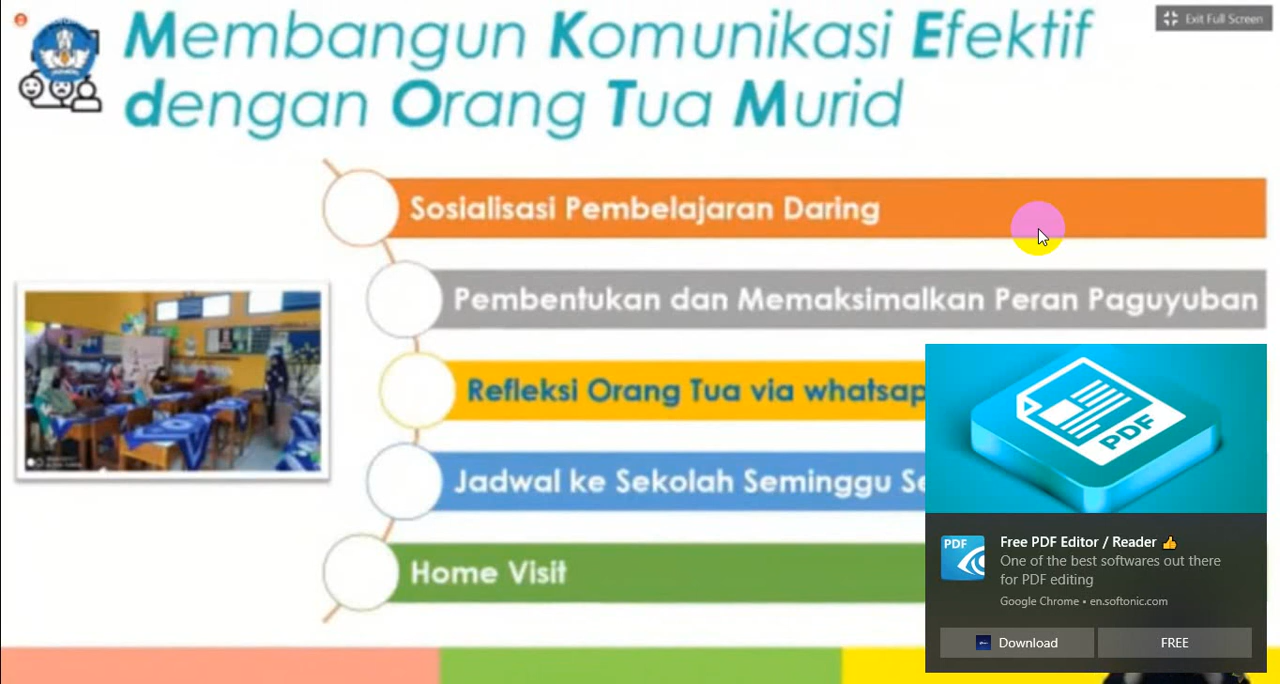 Exit Full Screen
Membangun Komunikasi Efektif
dengan Orang Tua Murid
Sosialisasi Pembelajaran Daring
Pembentukan dan Memaksimalkan Peran Paguyuban
Refleksi Orang Tua via whatsap
Jadwal ke Sekolah Seminggu Se
Home Visit
PDF
PDF
Free PDF Editor / Reader 👍
One of the best softwares out there
for PDF editing
Google Chrome • en.softonic.com
Download
FREE